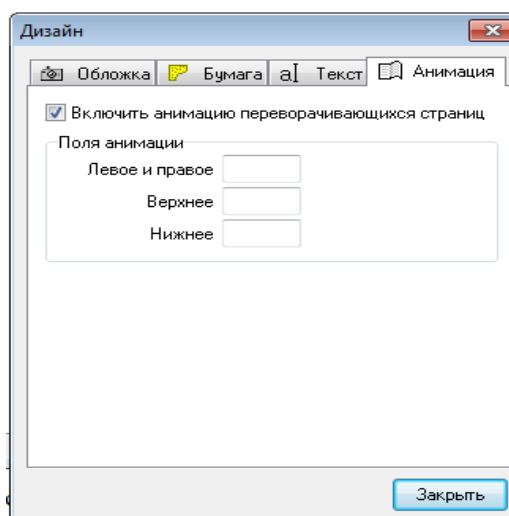 Дизайн
Обложка Бумага Текст Анимация
Включить анимацию переворачивающихся страниц
Поля анимации
Левое и правое
Верхнее
Нижнее
Закрыть